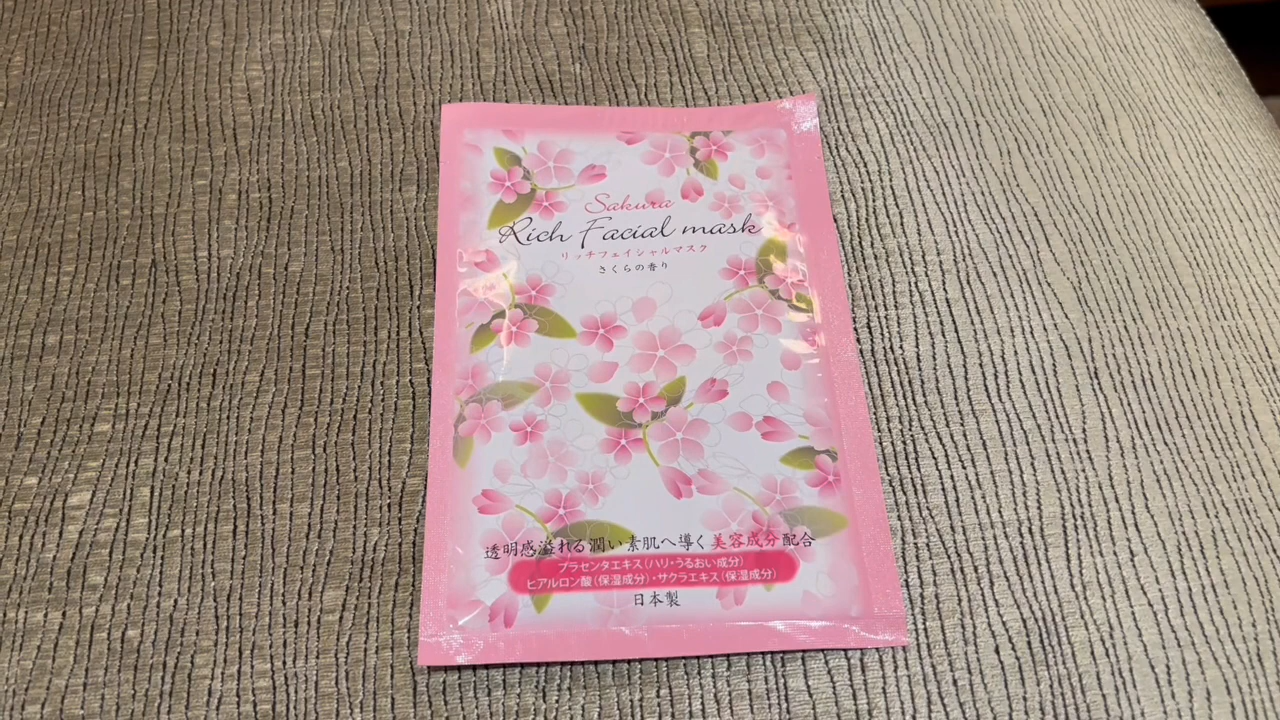 Sakura
Rich Facial mask
リッチフェイシャルマスク
さくらの香り
透明感溢れる潤い素肌へ導く美容成分配合
プラセンタエキス(ハリ・うるおい成分)
ヒアルロン酸(保湿成分)・サクラエキス(保湿成分)
日本製